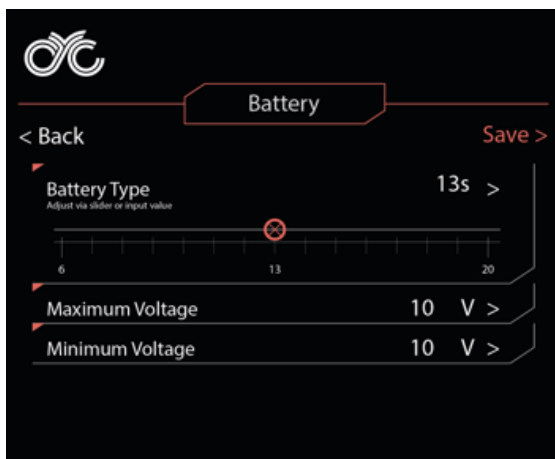 CYC
Battery
< Back
Save >
Battery Type
13s >
Adjust via slider or input value
6 13 20
Maximum Voltage 10 V >
Minimum Voltage 10 V >